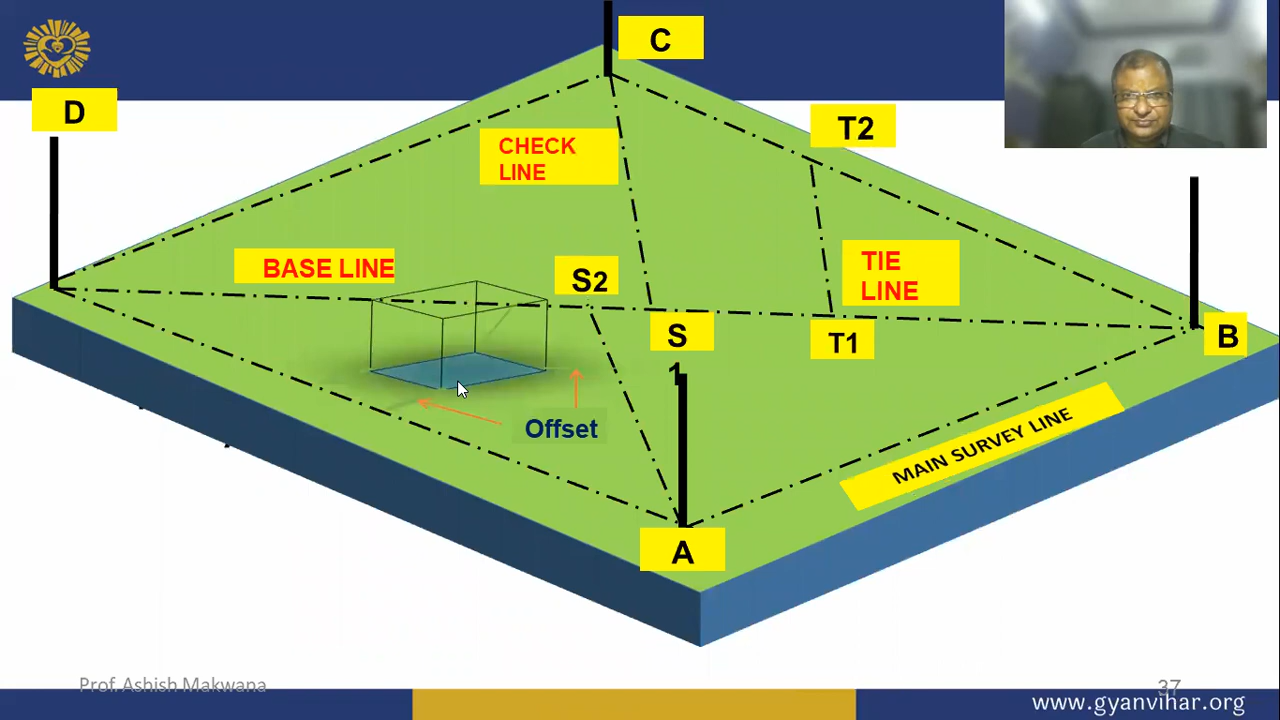 C
D
T2
CHECK
LINE
BASE LINE
S2
TIE
LINE
S
1
T1
B
Offset
MAIN SURVEY LINE
A
Prof. Ashish Makwana
37
www.gyanvihar.org